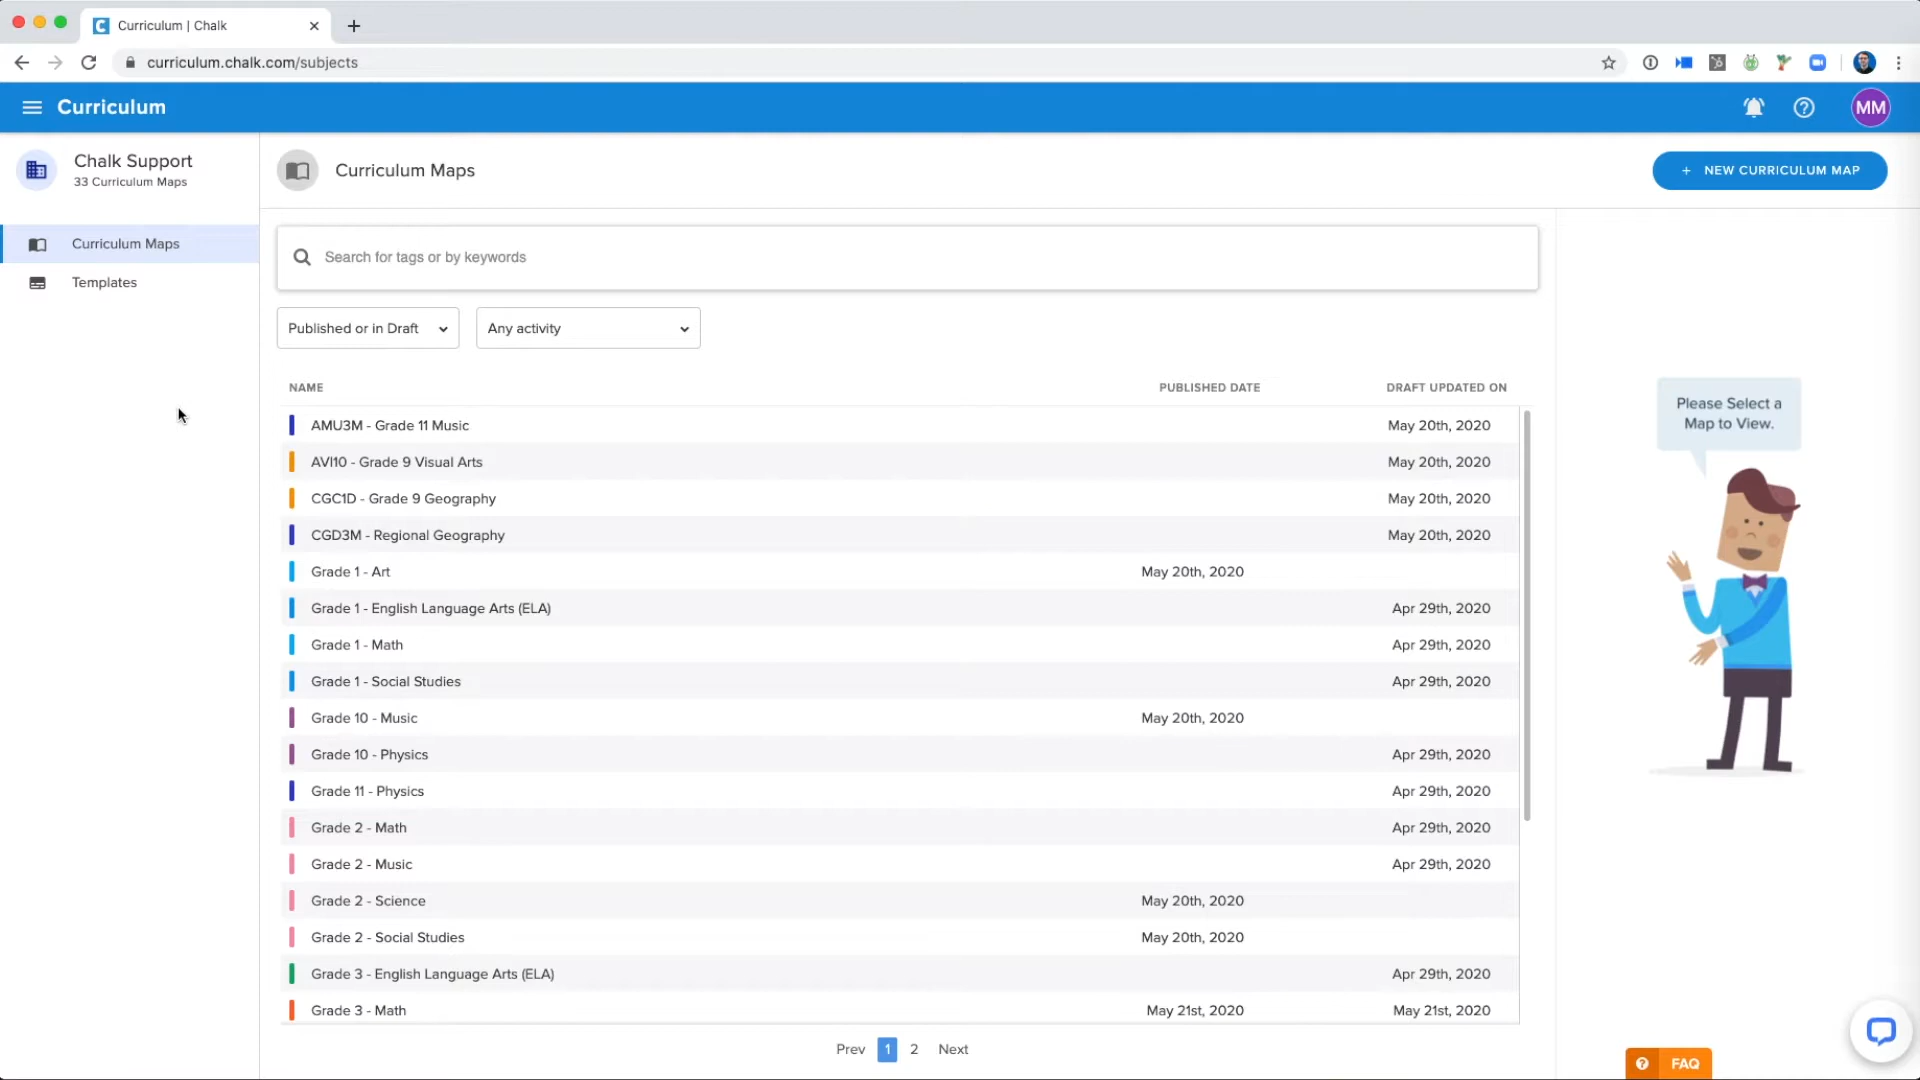 Curriculum | Chalk
curriculum.chalk.com/subjects
Curriculum
MM
Chalk Support
33 Curriculum Maps
Curriculum Maps
+ NEW CURRICULUM MAP
Curriculum Maps
Templates
Search for tags or by keywords
Published or in Draft
Any activity
NAME PUBLISHED DATE DRAFT UPDATED ON
AMU3M - Grade 11 Music May 20th, 2020
AVI10 - Grade 9 Visual Arts May 20th, 2020
CGC1D - Grade 9 Geography May 20th, 2020
CGD3M - Regional Geography May 20th, 2020
Grade 1 - Art May 20th, 2020
Grade 1 - English Language Arts (ELA) Apr 29th, 2020
Grade 1 - Math Apr 29th, 2020
Grade 1 - Social Studies Apr 29th, 2020
Grade 10 - Music May 20th, 2020
Grade 10 - Physics Apr 29th, 2020
Grade 11 - Physics Apr 29th, 2020
Grade 2 - Math Apr 29th, 2020
Grade 2 - Music Apr 29th, 2020
Grade 2 - Science May 20th, 2020
Grade 2 - Social Studies May 20th, 2020
Grade 3 - English Language Arts (ELA) Apr 29th, 2020
Grade 3 - Math May 21st, 2020 May 21st, 2020
Prev 1 2 Next
Please Select a
Map to View.
? FAQ